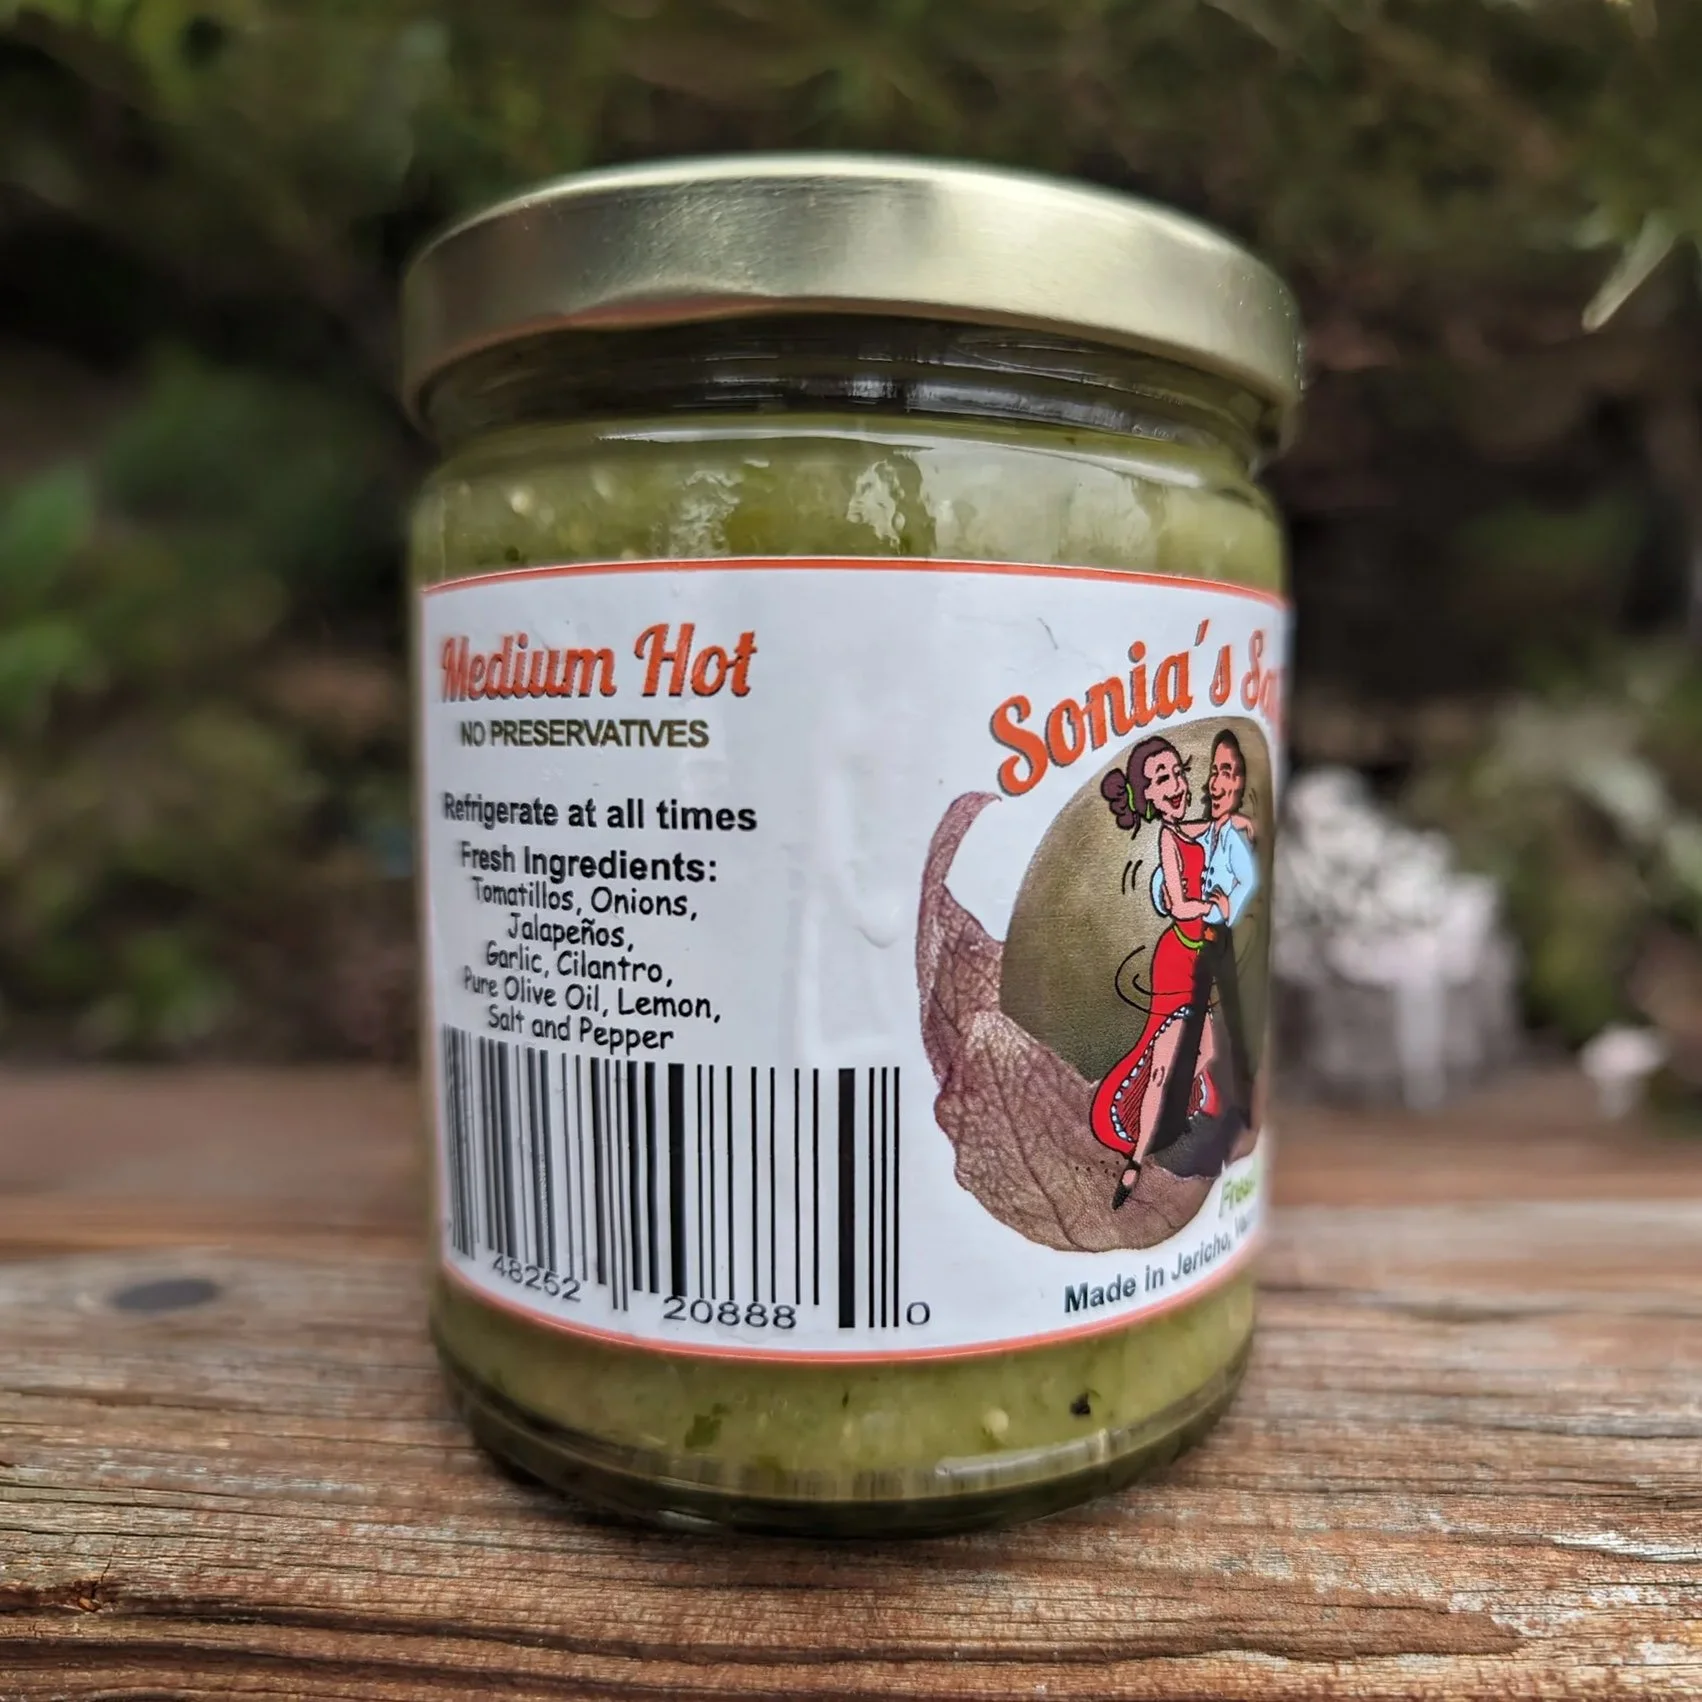 Medium Hot
NO PRESERVATIVES
Refrigerate at all times
Fresh Ingredients:
Tomatillos, Onions,
Jalapeños,
Garlic, Cilantro,
Pure Olive Oil, Lemon,
Salt and Pepper
48252 20888 0
Sonia´s
Made in Jericho,